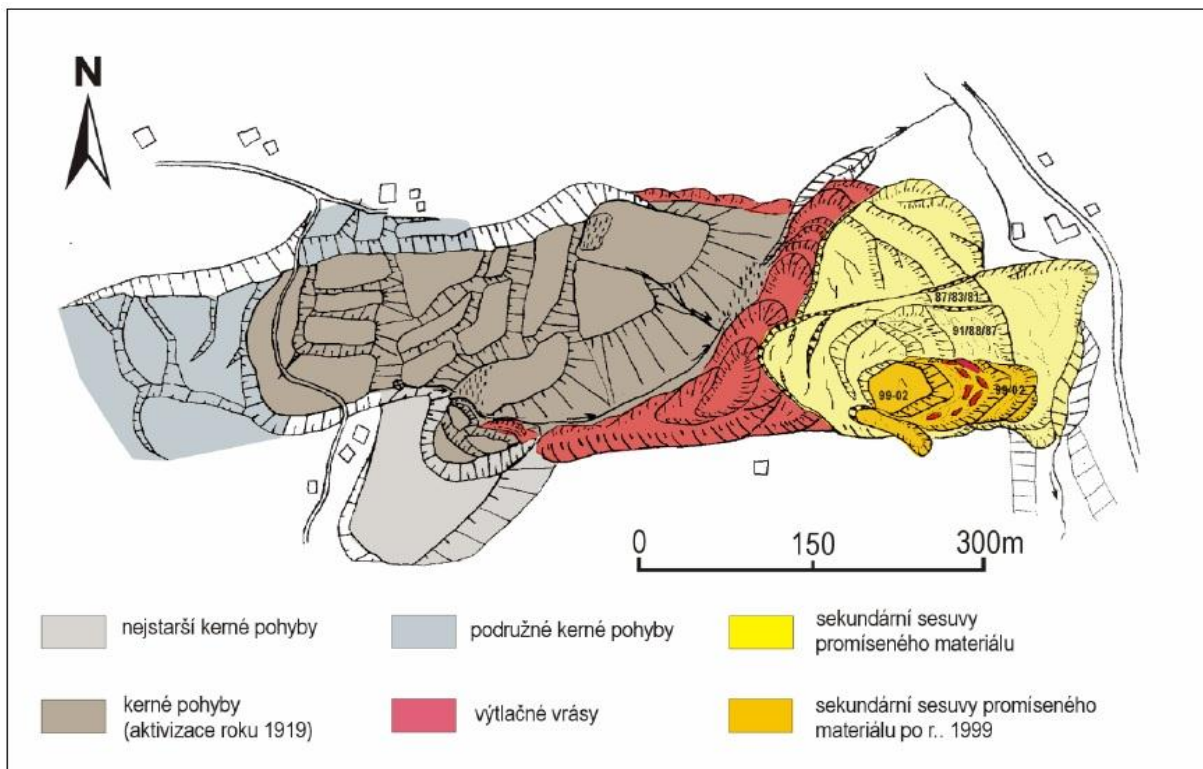 N
87/83/81
91/88/87
99-02
99-02
0 150 300m
nejstarší kerné pohyby
podružné kerné pohyby
sekundární sesuvy
promíseného materiálu
kerné pohyby
(aktivizace roku 1919)
výtlačné vrásy
sekundární sesuvy promíseného
materiálu po r.. 1999